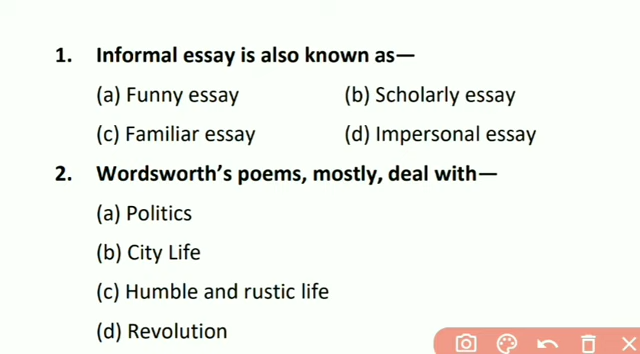 1. Informal essay is also known as—
(a) Funny essay (b) Scholarly essay
(c) Familiar essay (d) Impersonal essay
2. Wordsworth’s poems, mostly, deal with—
(a) Politics
(b) City Life
(c) Humble and rustic life
(d) Revolution